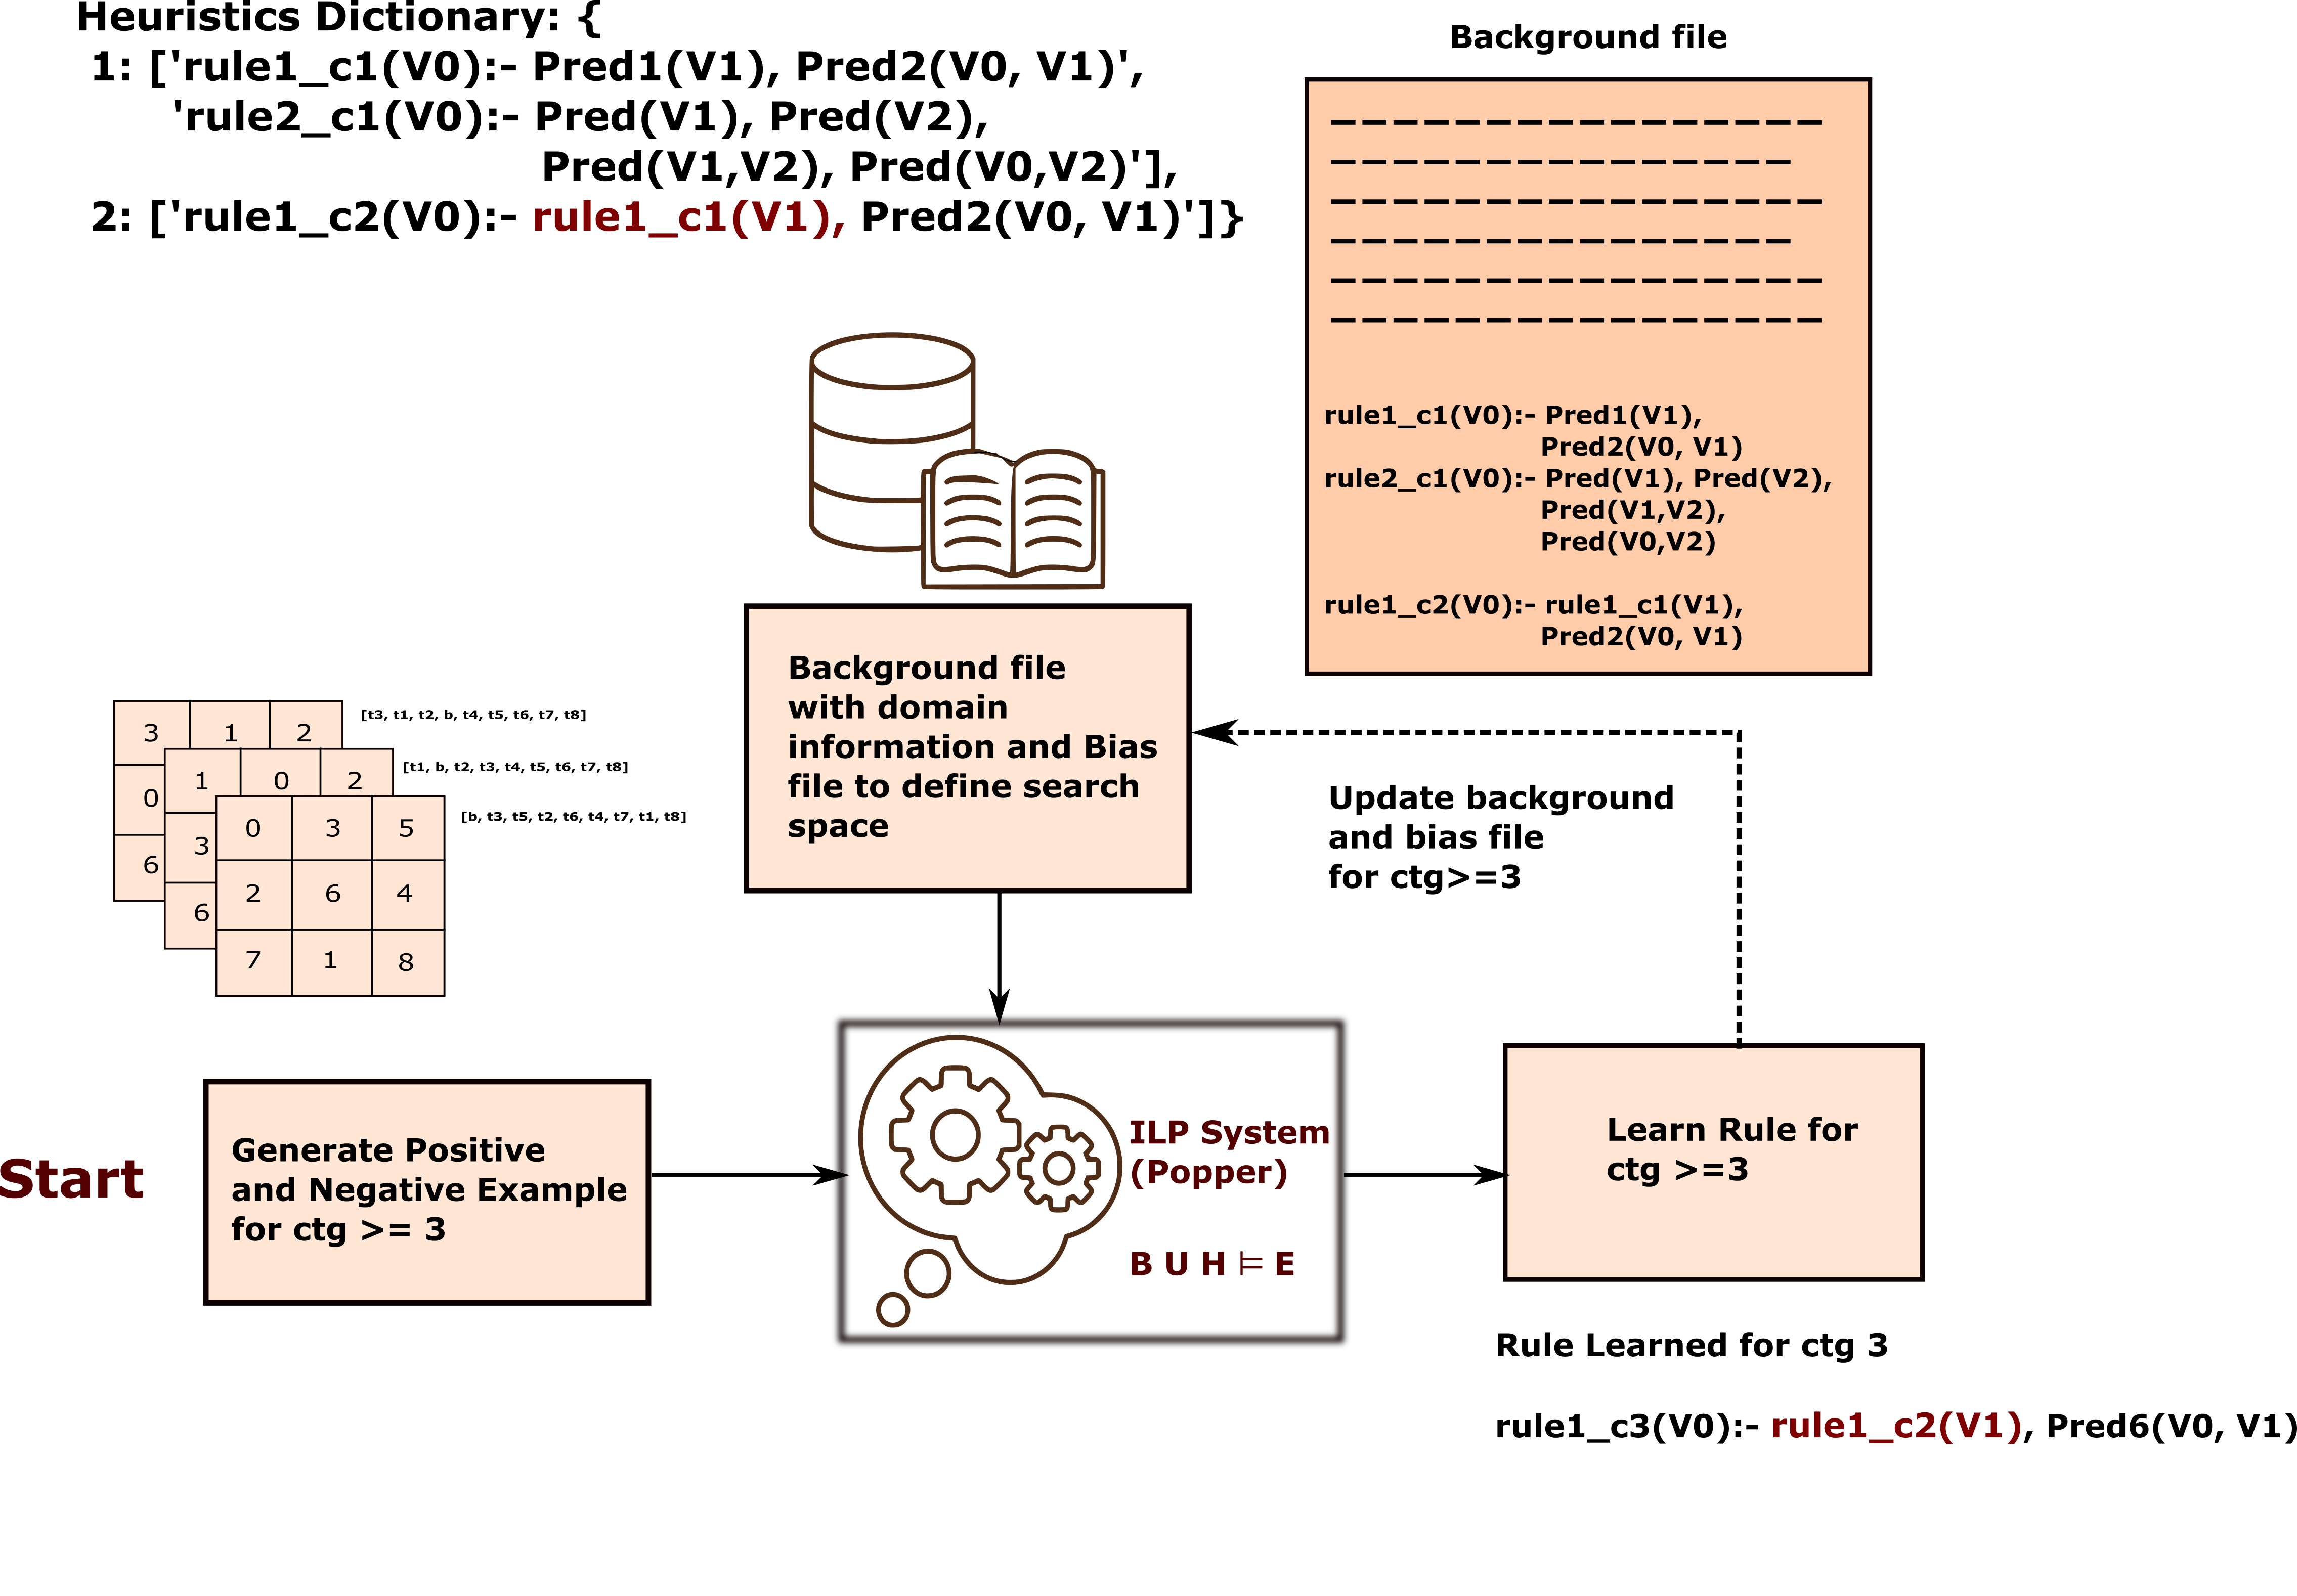 Heuristics Dictionary: {
1: ['rule1_c1(V0):- Pred1(V1), Pred2(V0, V1)',
'rule2_c1(V0):- Pred(V1), Pred(V2),
Pred(V1,V2), Pred(V0,V2)'],
2: ['rule1_c2(V0):- rule1_c1(V1), Pred2(V0, V1)']}
Background file
rule1_c1(V0):- Pred1(V1),
Pred2(V0, V1)
rule2_c1(V0):- Pred(V1), Pred(V2),
Pred(V1,V2),
Pred(V0,V2)
rule1_c2(V0):- rule1_c1(V1),
Pred2(V0, V1)
Background file
with domain
information and Bias
file to define search
space
3 1 2
[t3, t1, t2, b, t4, t5, t6, t7, t8]
0
6
1 0 2
[t1, b, t2, t3, t4, t5, t6, t7, t8]
3
6
0 3 5
[b, t3, t5, t2, t6, t4, t7, t1, t8]
2 6 4
7 1 8
Update background
and bias file
for ctg>=3
Start
Generate Positive
and Negative Example
for ctg >= 3
ILP System
(Popper)
B U H ⊨ E
Learn Rule for
ctg >=3
Rule Learned for ctg 3
rule1_c3(V0):- rule1_c2(V1), Pred6(V0, V1)